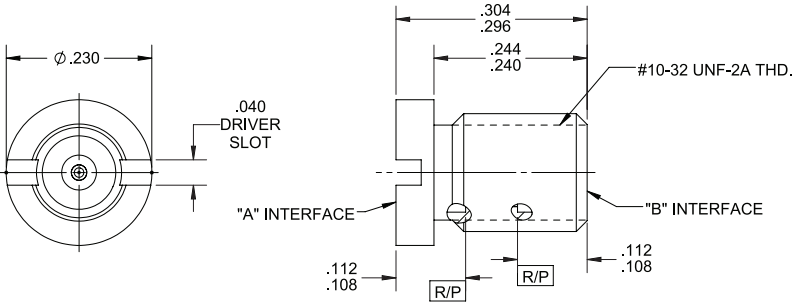 .304
.296
.244
.240
#10-32 UNF-2A THD.
Ø .230
.040
DRIVER
SLOT
"A" INTERFACE
"B" INTERFACE
.112
.108
R/P
R/P
.112
.108